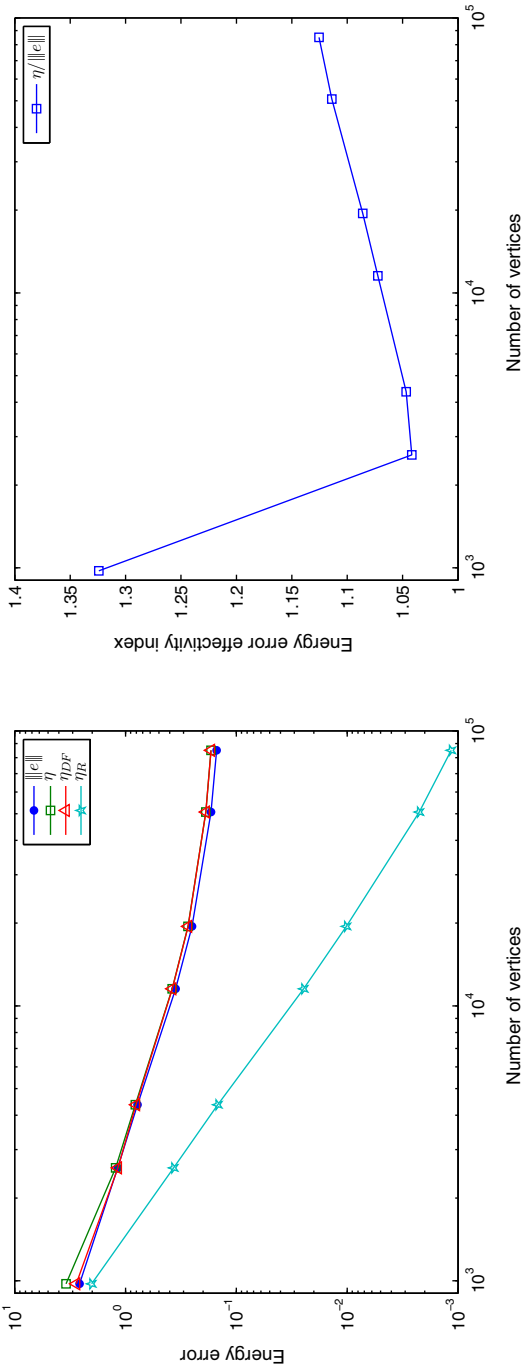 Energy error
10^1
10^0
10^-1
10^-2
10^-3
10^3
10^4
10^5
Number of vertices
|||e|||
η
η_DF
η_R
Energy error effectivity index
1.4
1.35
1.3
1.25
1.2
1.15
1.1
1.05
1
10^3
10^4
10^5
Number of vertices
η/|||e|||